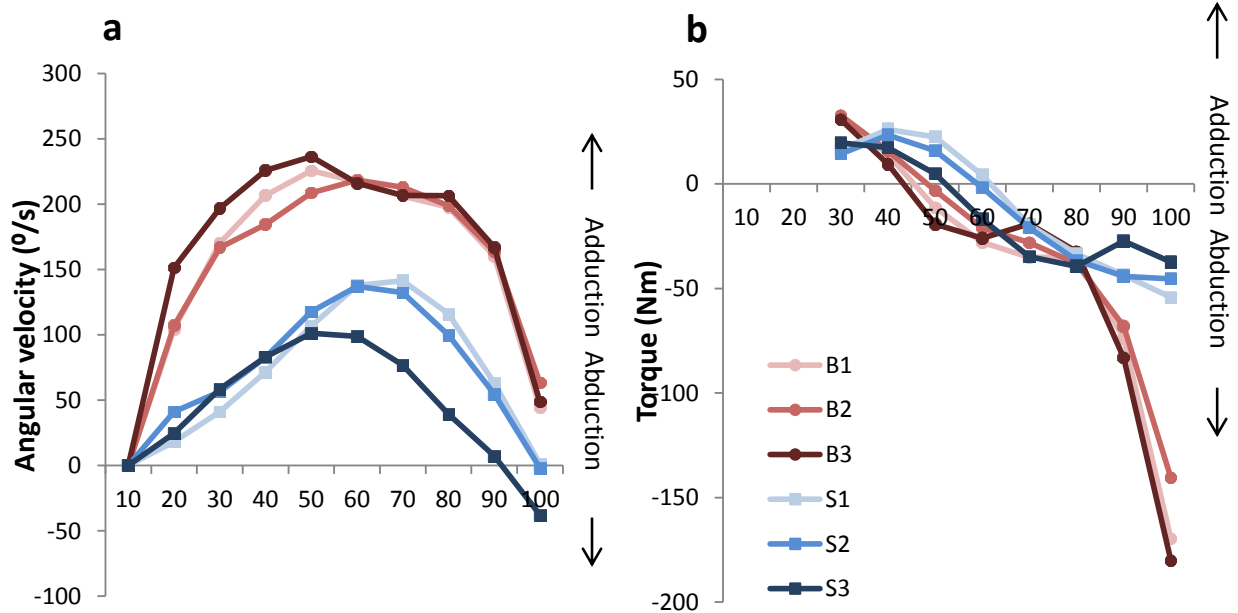 a
Angular velocity (⁰/s)
300
250
200
150
100
50
0
-50
-100
10 20 30 40 50 60 70 80 90 100
Adduction
Abduction
b
Torque (Nm)
50
0
-50
-100
-150
-200
10 20 30 40 50 60 70 80 90 100
B1
B2
B3
S1
S2
S3
Adduction
Abduction